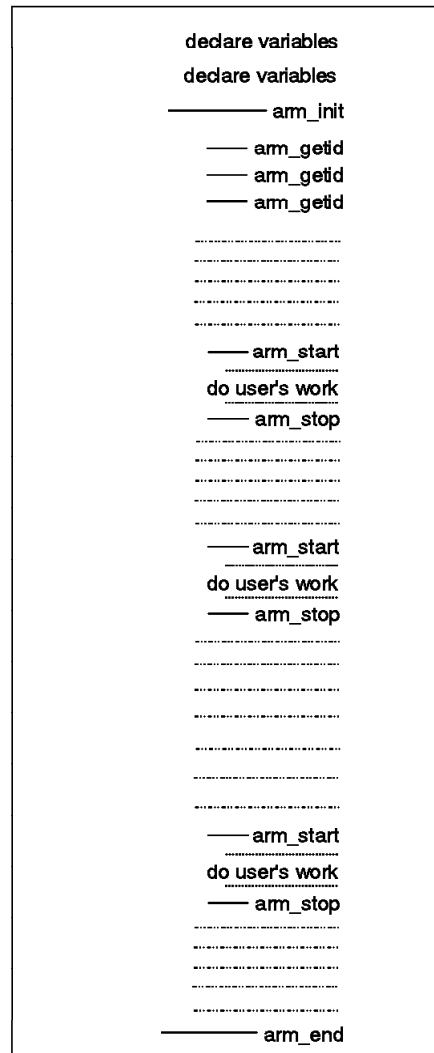 declare variables
declare variables
arm_init
arm_getid
arm_getid
arm_getid
arm_start
do user's work
arm_stop
arm_start
do user's work
arm_stop
arm_start
do user's work
arm_stop
arm_end